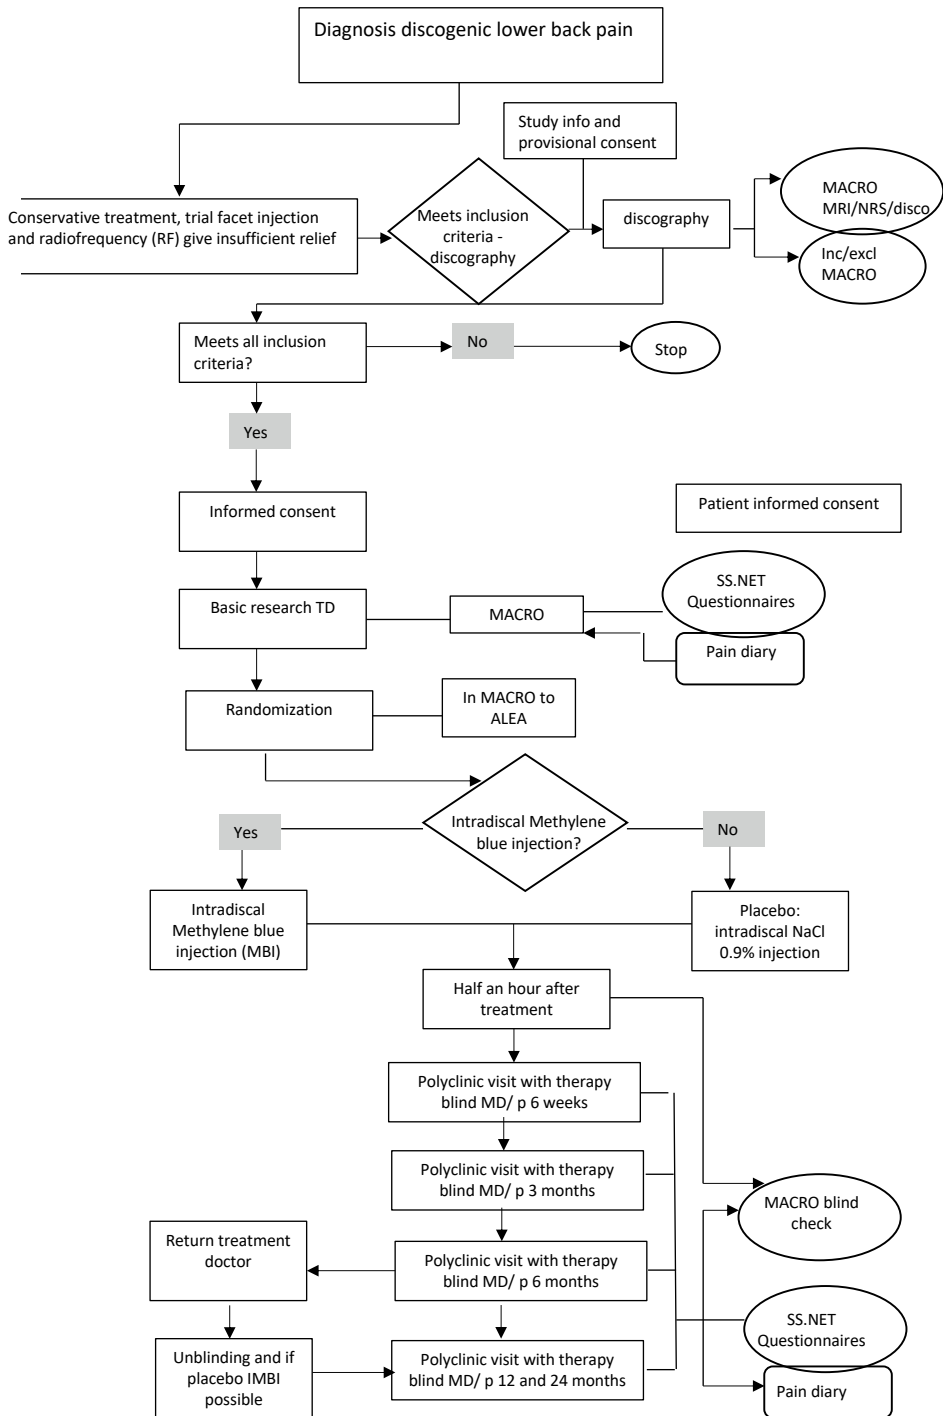 Diagnosis discogenic lower back pain
Study info and
provisional consent
Conservative treatment, trial facet injection
and radiofrequency (RF) give insufficient relief
Meets inclusion
criteria -
discography
discography
MACRO
MRI/NRS/disco
Inc/excl
MACRO
Meets all inclusion
criteria?
No
Stop
Yes
Informed consent
Patient informed consent
Basic research TD
MACRO
SS.NET
Questionnaires
Pain diary
Randomization
In MACRO to
ALEA
Intradiscal Methylene
blue injection?
Yes
No
Intradiscal
Methylene blue
injection (MBI)
Placebo:
intradiscal NaCl
0.9% injection
Half an hour after
treatment
Polyclinic visit with therapy
blind MD/ p 6 weeks
Polyclinic visit with therapy
blind MD/ p 3 months
MACRO blind
check
Return treatment
doctor
Polyclinic visit with therapy
blind MD/ p 6 months
SS.NET
Questionnaires
Unblinding and if
placebo IMBI
possible
Polyclinic visit with therapy
blind MD/ p 12 and 24 months
Pain diary